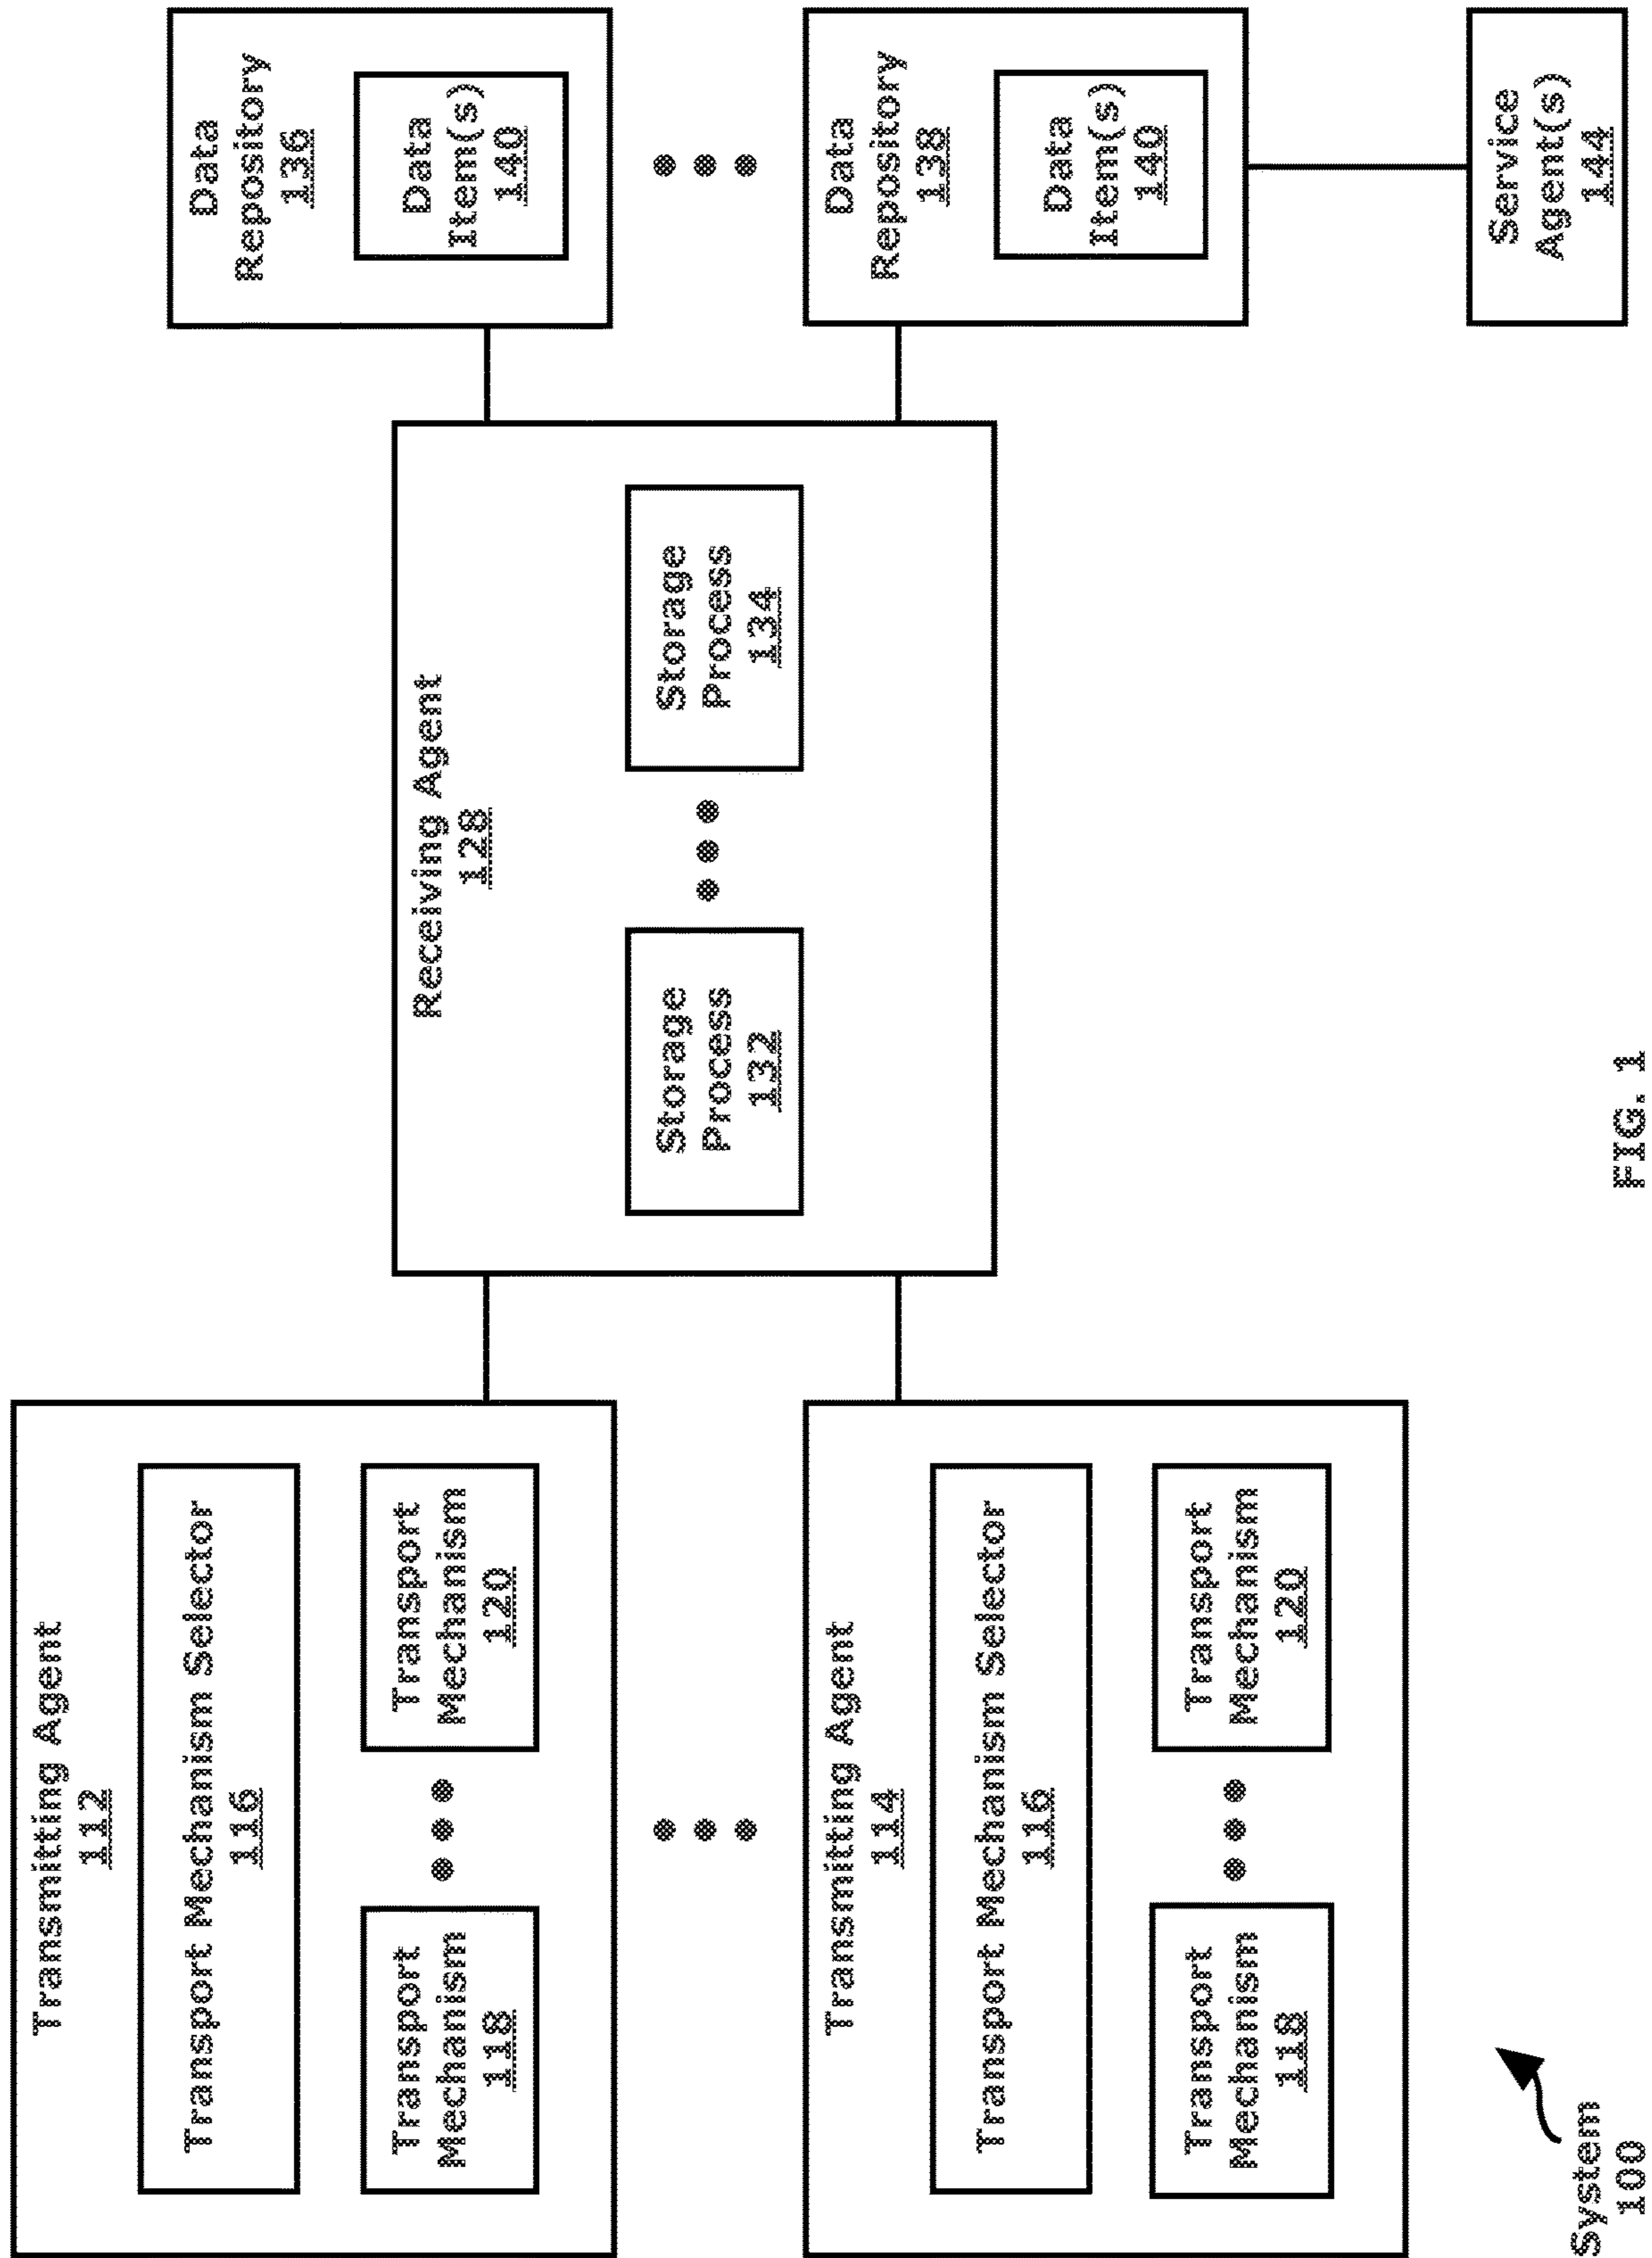 Transmitting Agent
112
Transport Mechanism Selector
116
Transport
Mechanism
118
Transport
Mechanism
120
Transmitting Agent
114
Transport Mechanism Selector
116
Transport
Mechanism
118
Transport
Mechanism
120
Receiving Agent
128
Storage
Process
132
Storage
Process
134
Data
Repository
136
Data
Item(s)
140
Data
Repository
138
Data
Item(s)
140
Service
Agent(s)
144
System
100
FIG. 1